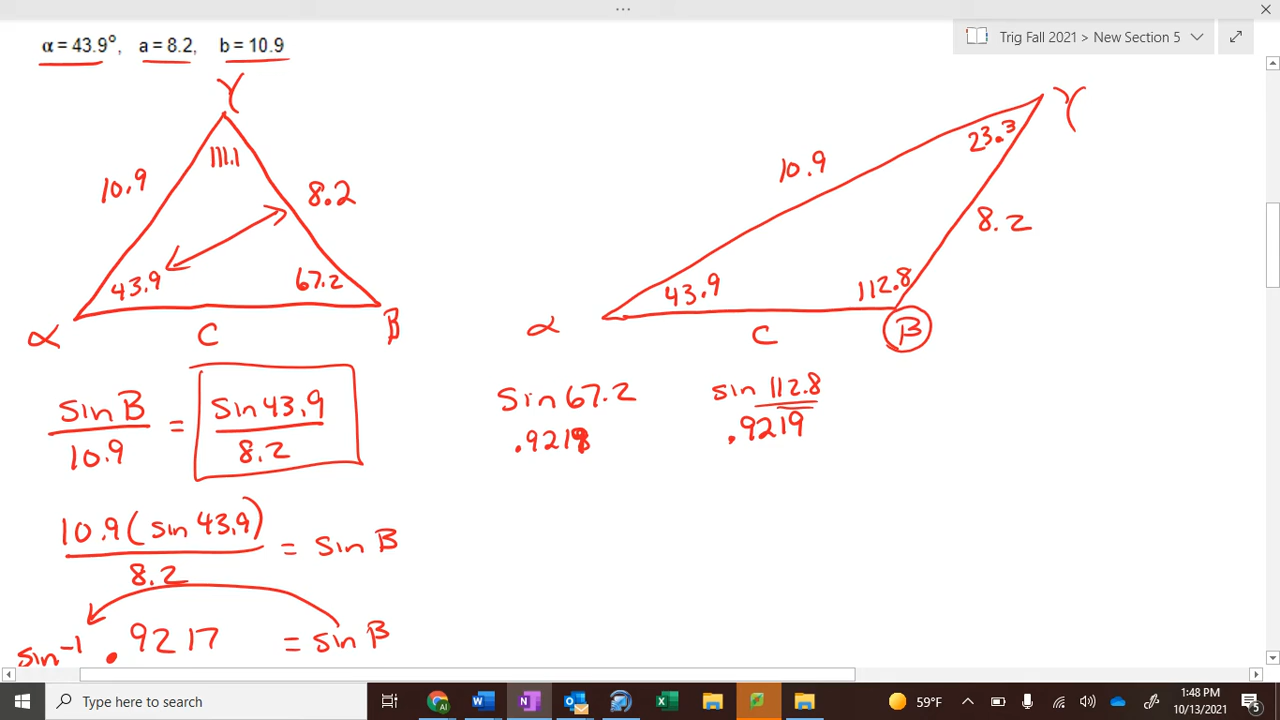 α = 43.9°, a = 8.2, b = 10.9
Trig Fall 2021 > New Section 5
γ
111.1
10.9
8.2
43.9
67.2
α
C
B
γ
23.3
10.9
8.2
43.9
112.8
α
C
B
sin B / 10.9 = sin 43.9 / 8.2
sin 67.2
.9219
sin 112.8
.9219
10.9 (sin 43.9) / 8.2 = sin B
sin⁻¹ .9217 = sin B
Type here to search
59°F
1:48 PM
10/13/2021
5